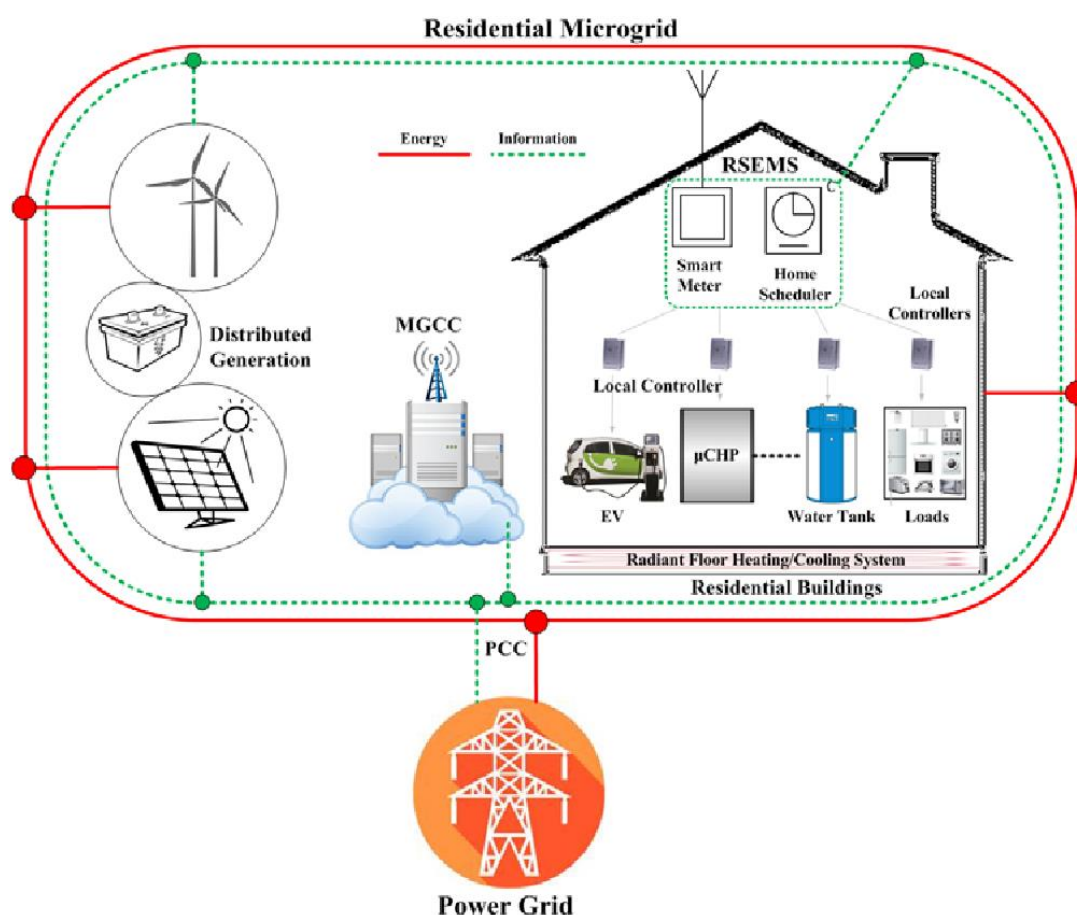 Residential Microgrid
Energy
Information
RSEMS
C
Smart
Meter
Home
Scheduler
Local
Controllers
Distributed
Generation
MGCC
Local Controller
μCHP
EV
Water Tank
Loads
Radiant Floor Heating/Cooling System
Residential Buildings
PCC
Power Grid